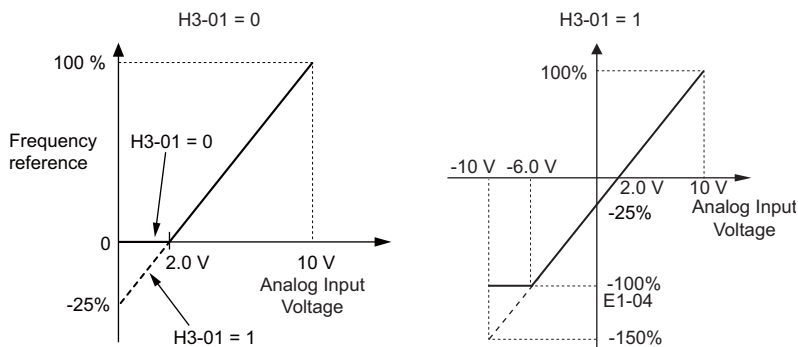 H3-01 = 0
100 %
Frequency
reference
H3-01 = 0
0
2.0 V
10 V
Analog Input
Voltage
-25%
H3-01 = 1
H3-01 = 1
100%
-10 V
-6.0 V
2.0 V
10 V
Analog Input
Voltage
-25%
-100%
E1-04
-150%